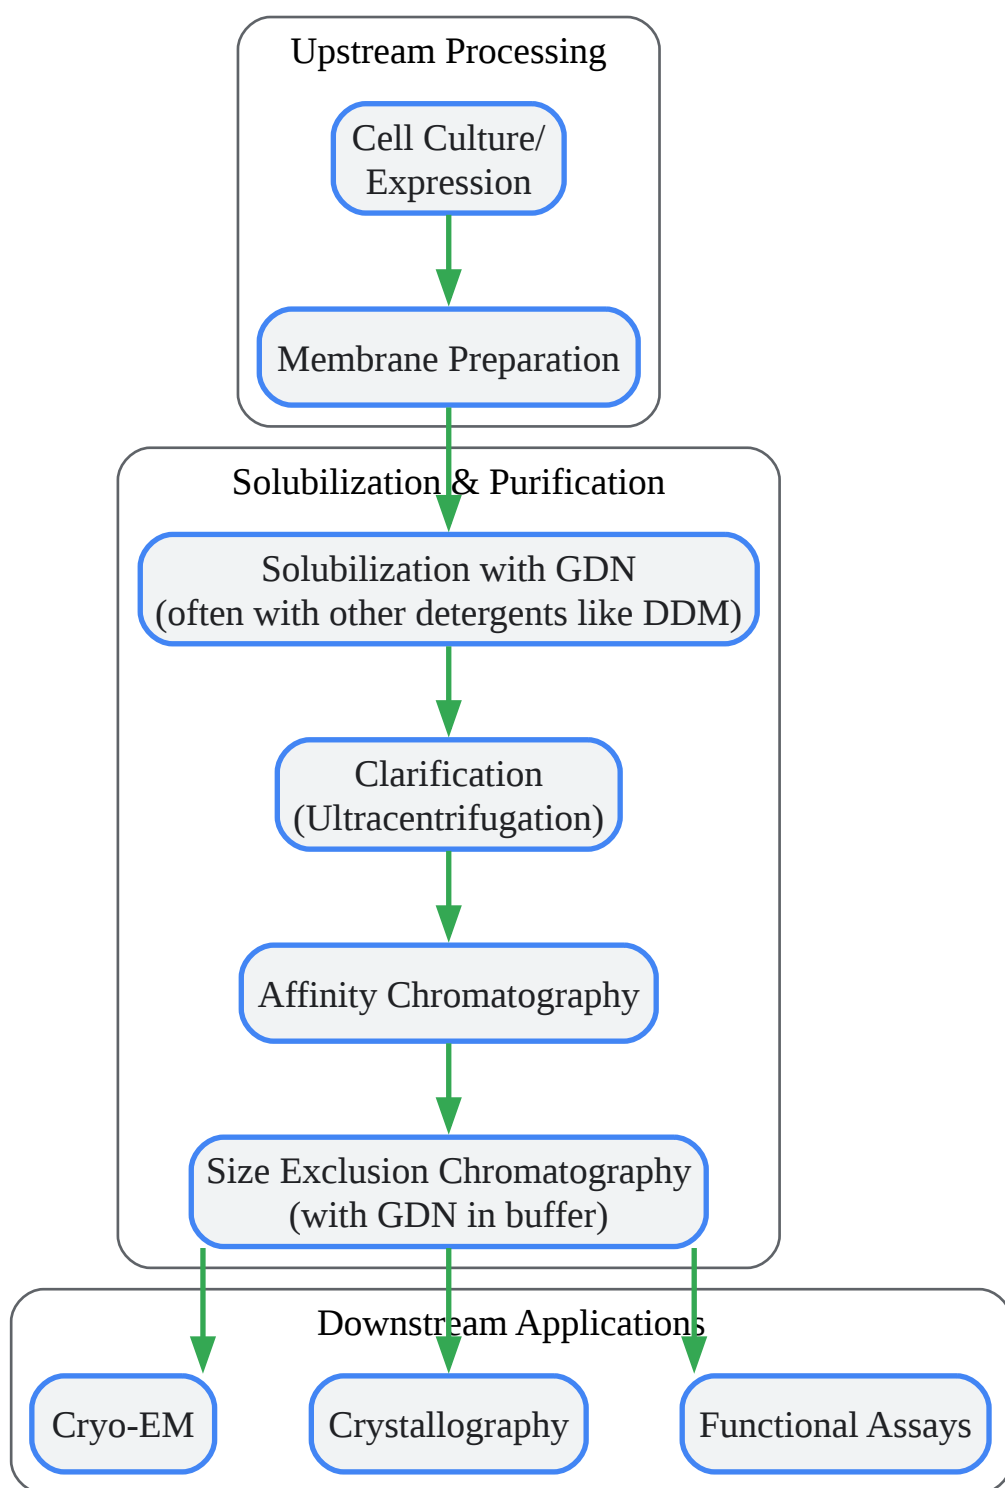 Upstream Processing
Cell Culture/
Expression
Membrane Preparation
Solubilization & Purification
Solubilization with GDN
(often with other detergents like DDM)
Clarification
(Ultracentrifugation)
Affinity Chromatography
Size Exclusion Chromatography
(with GDN in buffer)
Downstream Applications
Cryo-EM
Crystallography
Functional Assays